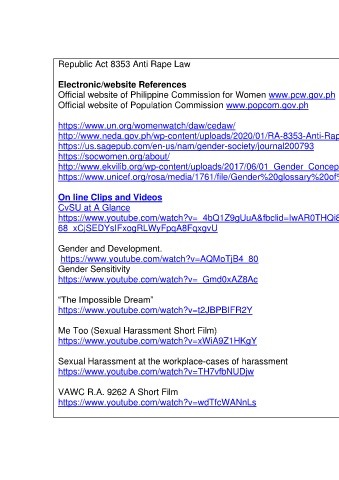 Republic Act 8353 Anti Rape Law
Electronic/website References
Official website of Philippine Commission for Women www.pcw.gov.ph
Official website of Population Commission www.popcom.gov.ph
https://www.un.org/womenwatch/daw/cedaw/
http://www.neda.gov.ph/wp-content/uploads/2020/01/RA-8353-Anti-Rap
https://us.sagepub.com/en-us/nam/gender-society/journal200793
https://socwomen.org/about/
http://www.ekvilib.org/wp-content/uploads/2017/06/01_Gender_Concep
https://www.unicef.org/rosa/media/1761/file/Gender%20glossary%20of%
On line Clips and Videos
CvSU at A Glance
https://www.youtube.com/watch?v=_4bQ1Z9gUuA&fbclid=IwAR0THQi8
68_xCjSEDYsIFxogRLWyFpqA8FqxgvU
Gender and Development.
https://www.youtube.com/watch?v=AQMoTjB4_80
Gender Sensitivity
https://www.youtube.com/watch?v=_Gmd0xAZ8Ac
“The Impossible Dream”
https://www.youtube.com/watch?v=t2JBPBIFR2Y
Me Too (Sexual Harassment Short Film)
https://www.youtube.com/watch?v=xWiA9Z1HKgY
Sexual Harassment at the workplace-cases of harassment
https://www.youtube.com/watch?v=TH7vfbNUDjw
VAWC R.A. 9262 A Short Film
https://www.youtube.com/watch?v=wdTfcWANnLs